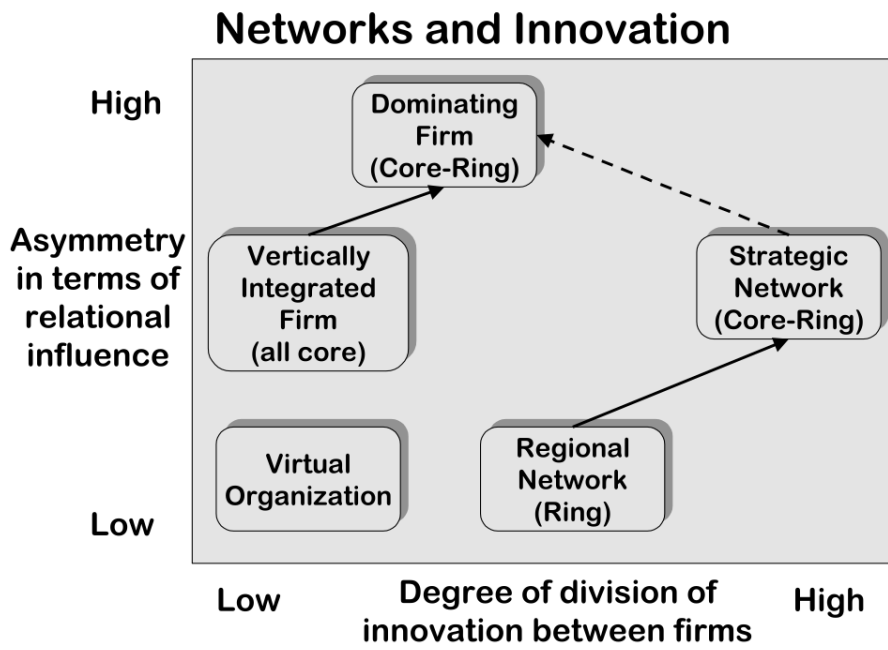 Networks and Innovation
High
Dominating
Firm
(Core-Ring)
Asymmetry
in terms of
relational
influence
Vertically
Integrated
Firm
(all core)
Strategic
Network
(Core-Ring)
Virtual
Organization
Regional
Network
(Ring)
Low
Low
Degree of division of
innovation between firms
High